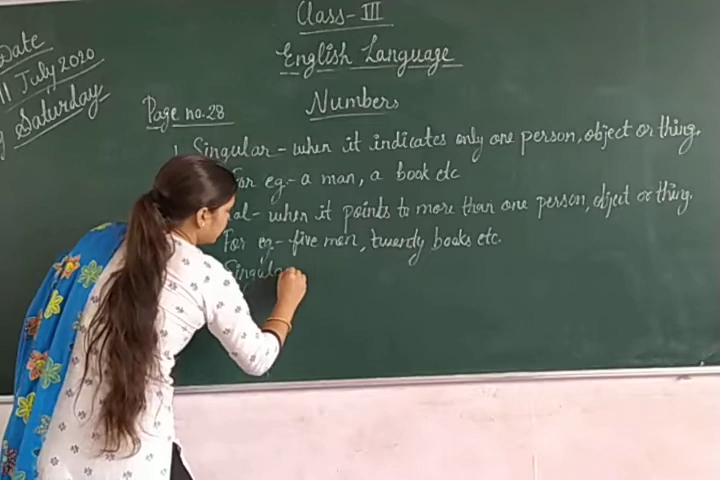 Class-III
English Language
Date
11 July 2020
Saturday
Page no.28
Numbers
1. Singular - when it indicates only one person, object or thing.
For eg.- a man, a book etc
al- when it points to more than one person, object or thing.
For eg.- five men, twenty books etc.
Singula